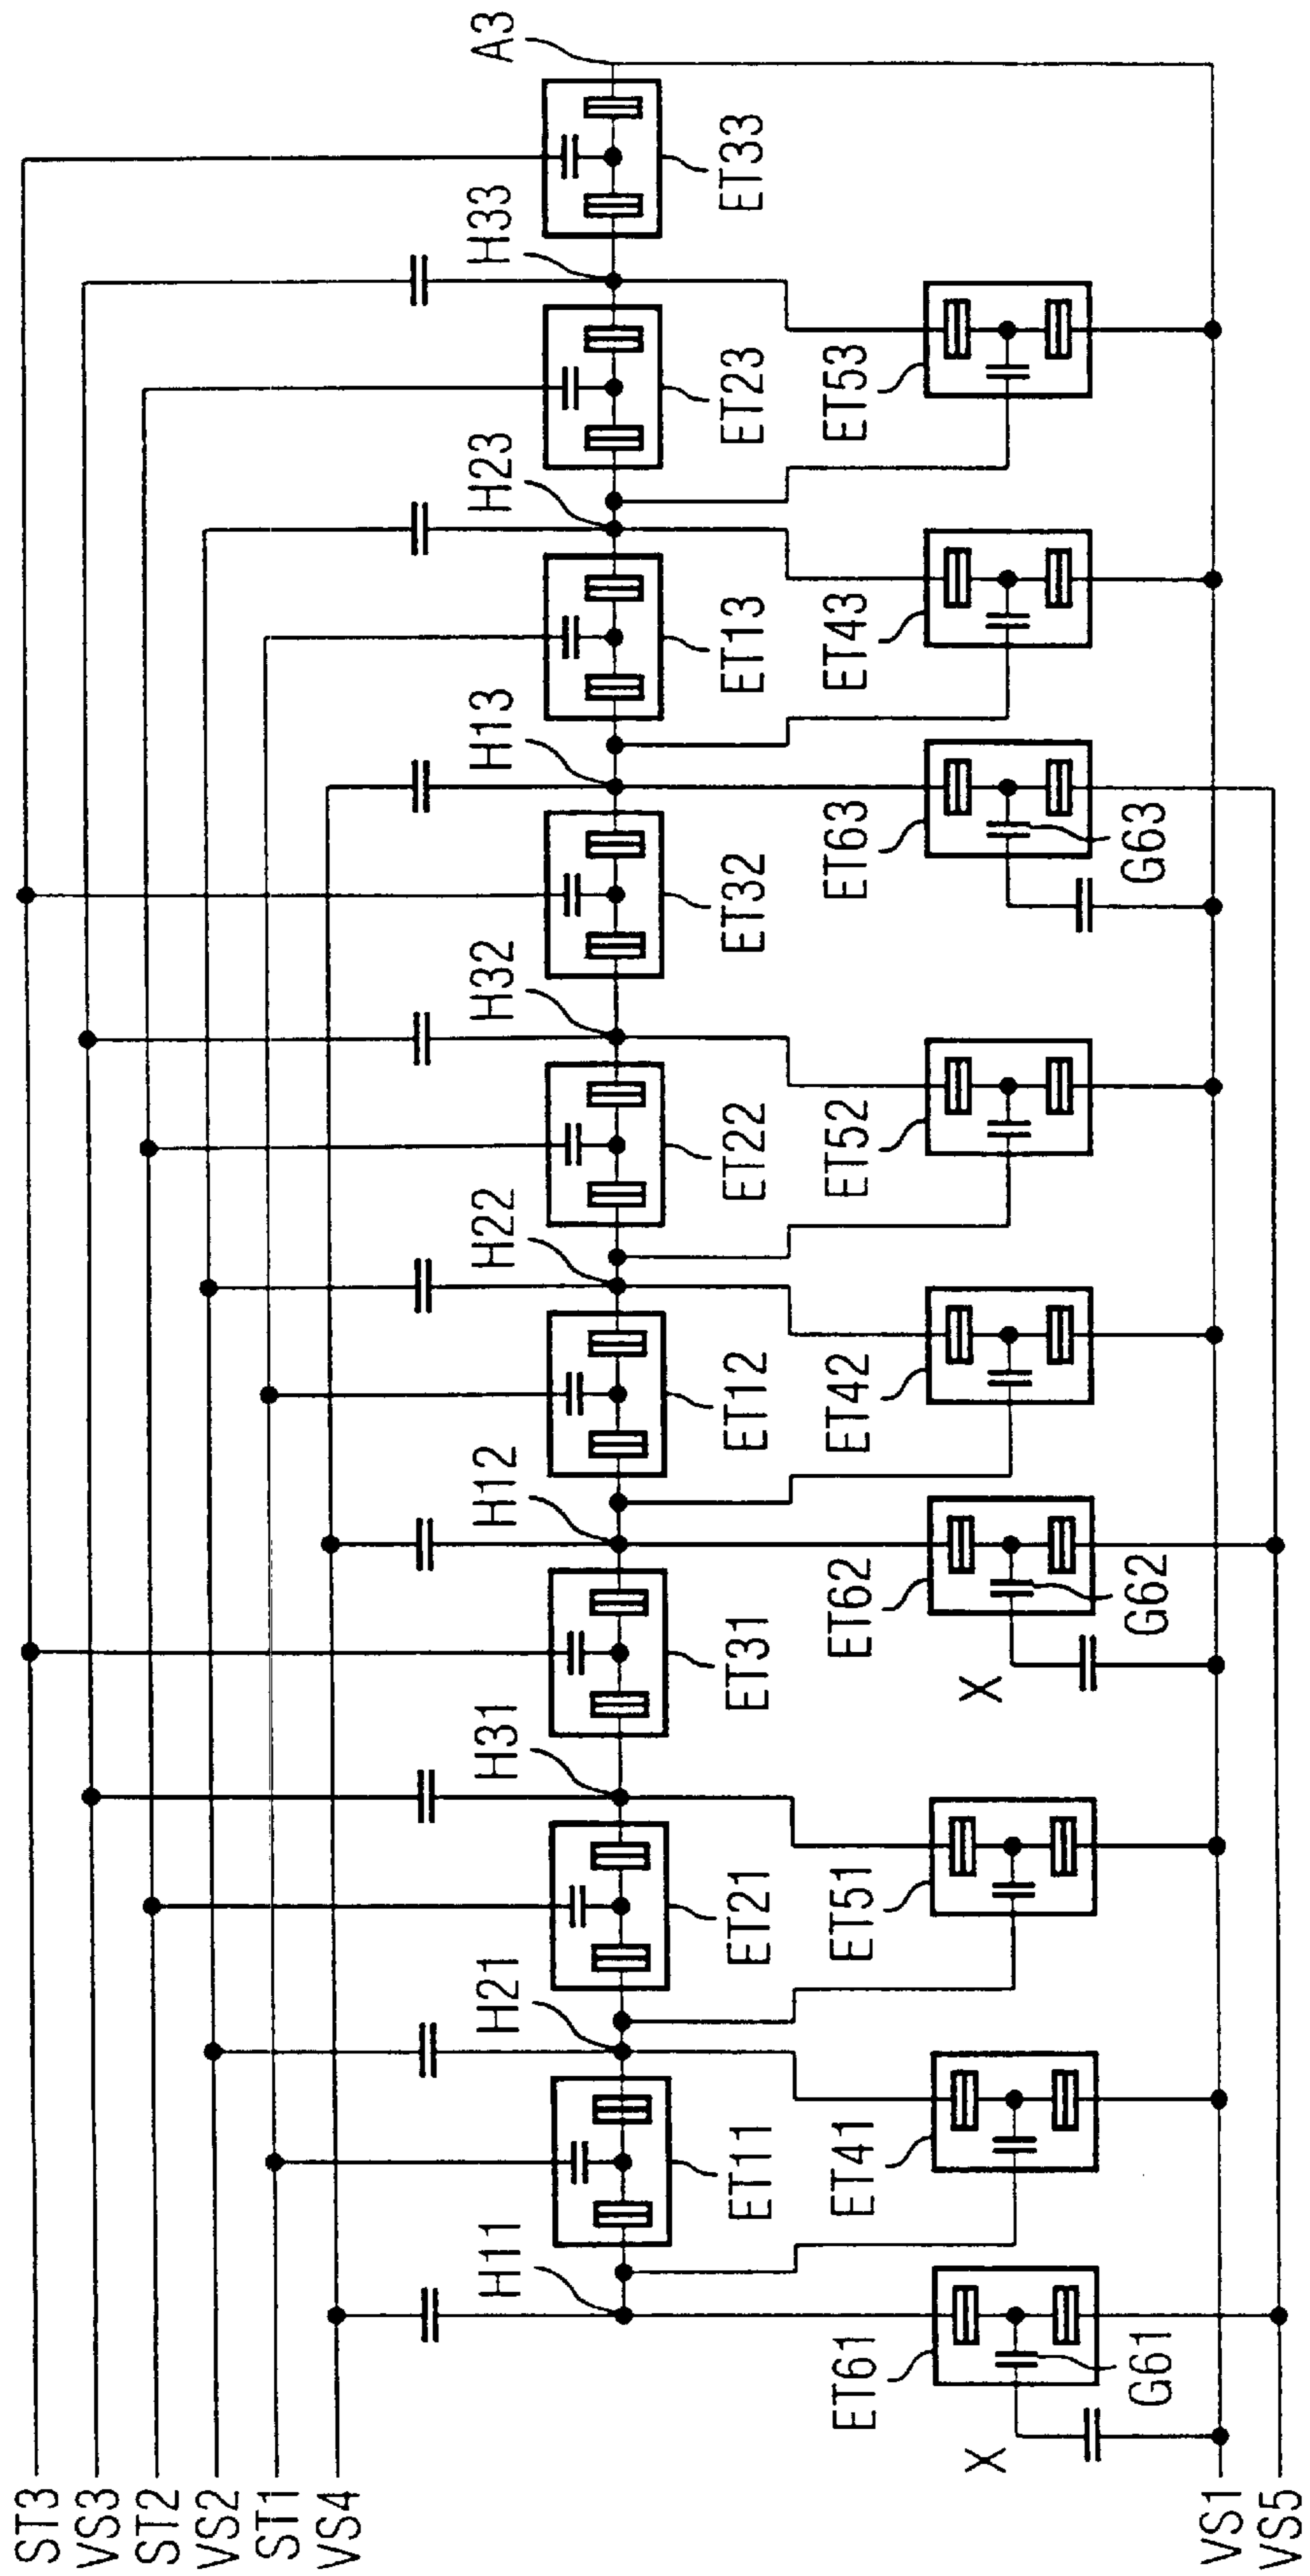 ST3
VS3
ST2
VS2
ST1
VS4
VS1
VS5
A3
H11
H21
H31
H12
H22
H32
H13
H23
H33
ET11
ET21
ET31
ET12
ET22
ET32
ET13
ET23
ET33
ET61
ET41
ET51
ET62
ET42
ET52
ET63
ET43
ET53
X
G61
X
G62
G63